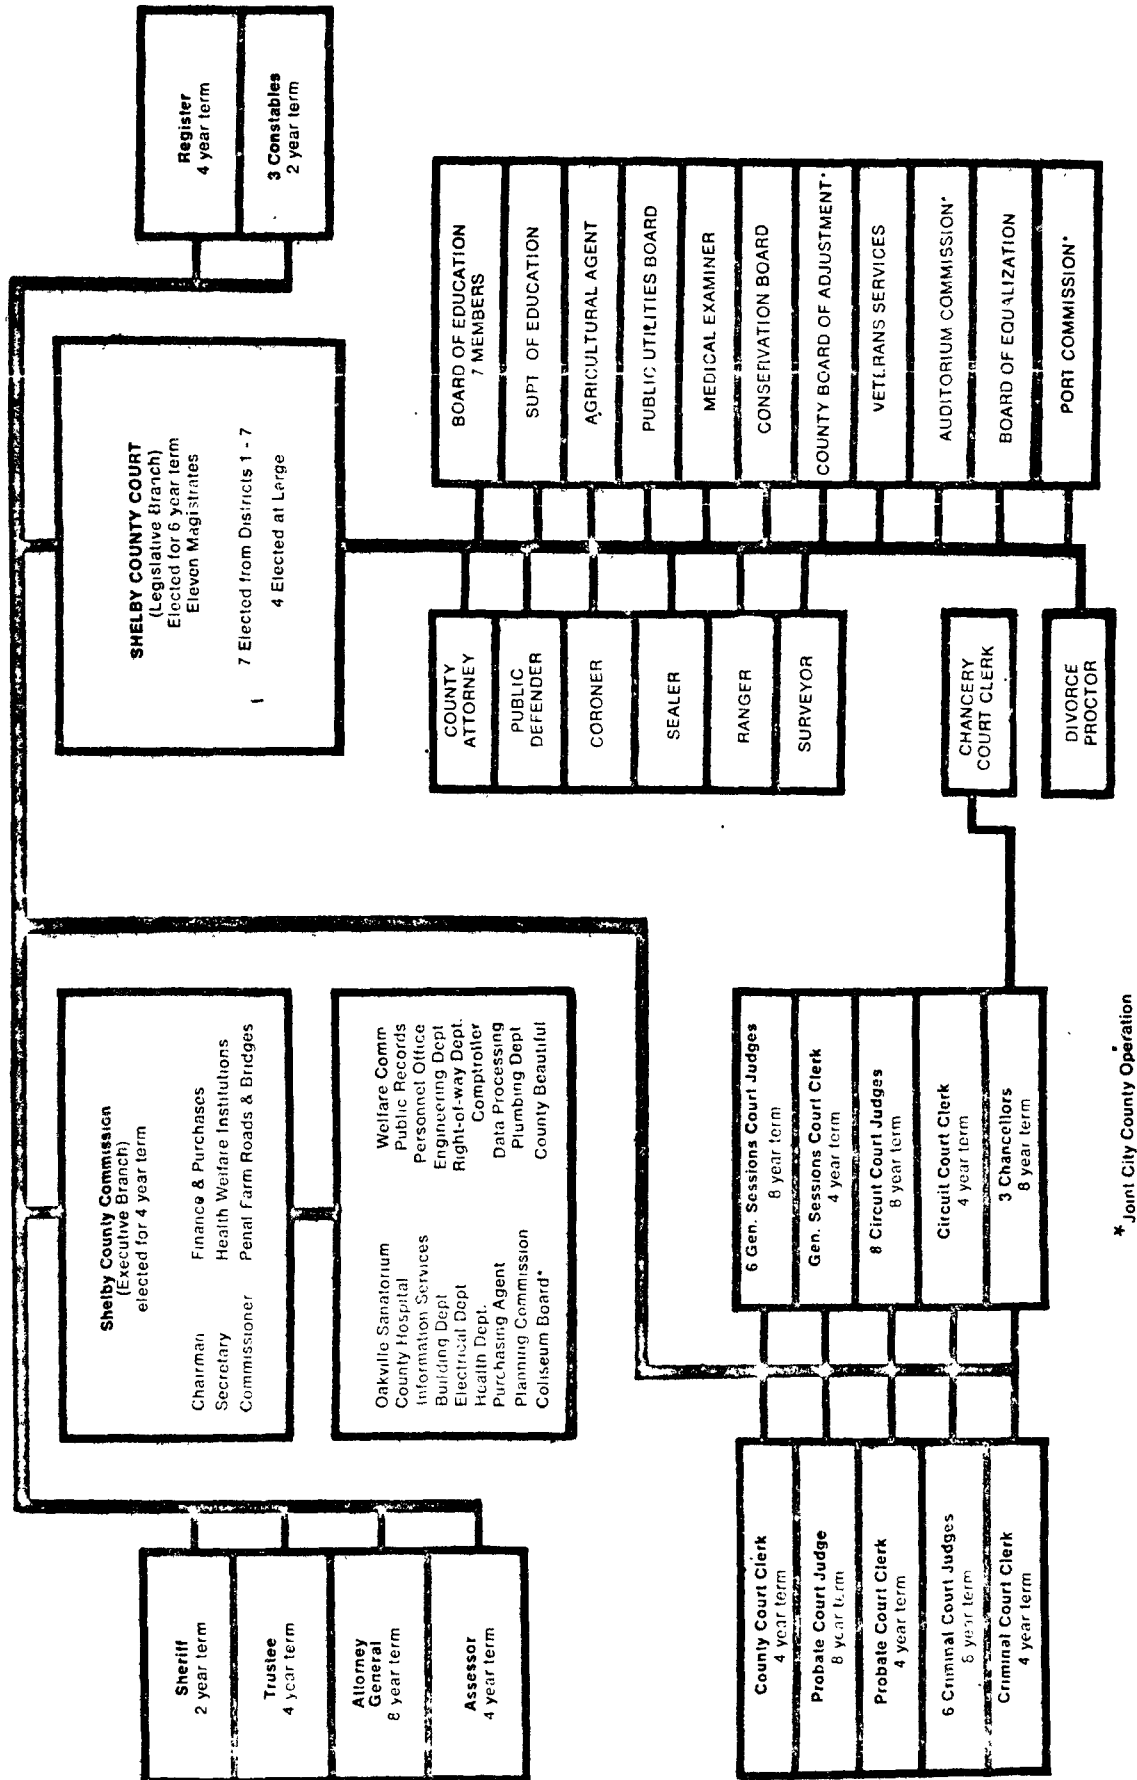 Sheriff
2 year term
Trustee
4 year term
Attorney
General
8 year term
Assessor
4 year term
Shelby County Commission
(Executive Branch)
elected for 4 year term
Chairman Finance & Purchases
Secretary Health Welfare Institutions
Commissioner Penal Farm Roads & Bridges
Oakville Sanatorium
County Hospital
Information Services
Building Dept
Electrical Dept
Health Dept.
Purchasing Agent
Planning Commission
Coliseum Board*
Welfare Comm
Public Records
Personnel Office
Engineering Dept
Right-of-way Dept.
Comptroller
Data Processing
Plumbing Dept
County Beautiful
SHELBY COUNTY COURT
(Legislative Branch)
Elected for 6 year term
Eleven Magistrates
7 Elected from Districts 1 - 7
4 Elected at Large
Register
4 year term
3 Constables
2 year term
COUNTY
ATTORNEY
PUBLIC
DEFENDER
CORONER
SEALER
RANGER
SURVEYOR
BOARD OF EDUCATION
7 MEMBERS
SUPT OF EDUCATION
AGRICULTURAL AGENT
PUBLIC UTILITIES BOARD
MEDICAL EXAMINER
CONSERVATION BOARD
COUNTY BOARD OF ADJUSTMENT*
VETERANS SERVICES
AUDITORIUM COMMISSION*
BOARD OF EQUALIZATION
PORT COMMISSION*
County Court Clerk
4 year term
Probate Court Judge
8 year term
Probate Court Clerk
4 year term
6 Criminal Court Judges
year term
Criminal Court Clerk
4 year term
6 Gen. Sessions Court Judges
8 year term
Gen. Sessions Court Clerk
4 year term
8 Circuit Court Judges
8 year term
Circuit Court Clerk
4 year term
3 Chancellors
8 year term
CHANCERY
COURT CLERK
DIVORCE
PROCTOR
* Joint City County Operation